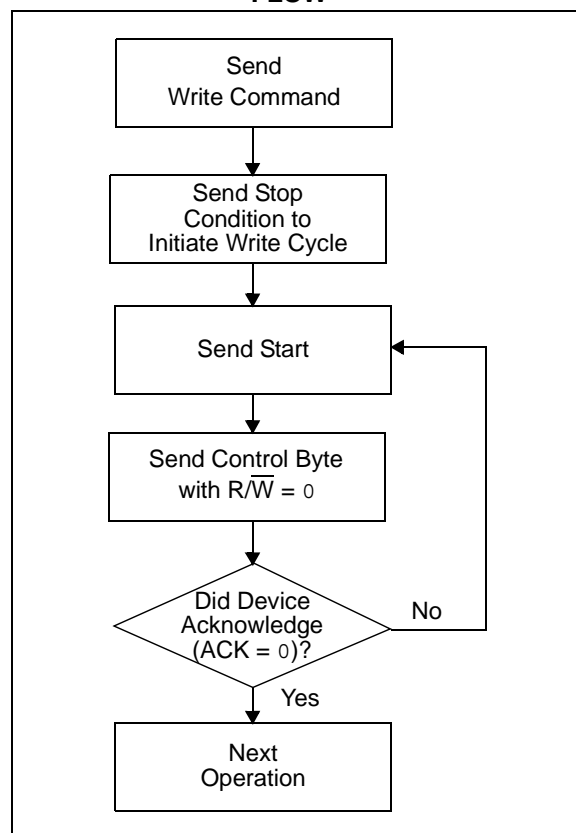 FLOW
Send
Write Command
Send Stop
Condition to
Initiate Write Cycle
Send Start
Send Control Byte
with R/W̅ = 0
Did Device
Acknowledge
(ACK = 0)?
No
Yes
Next
Operation